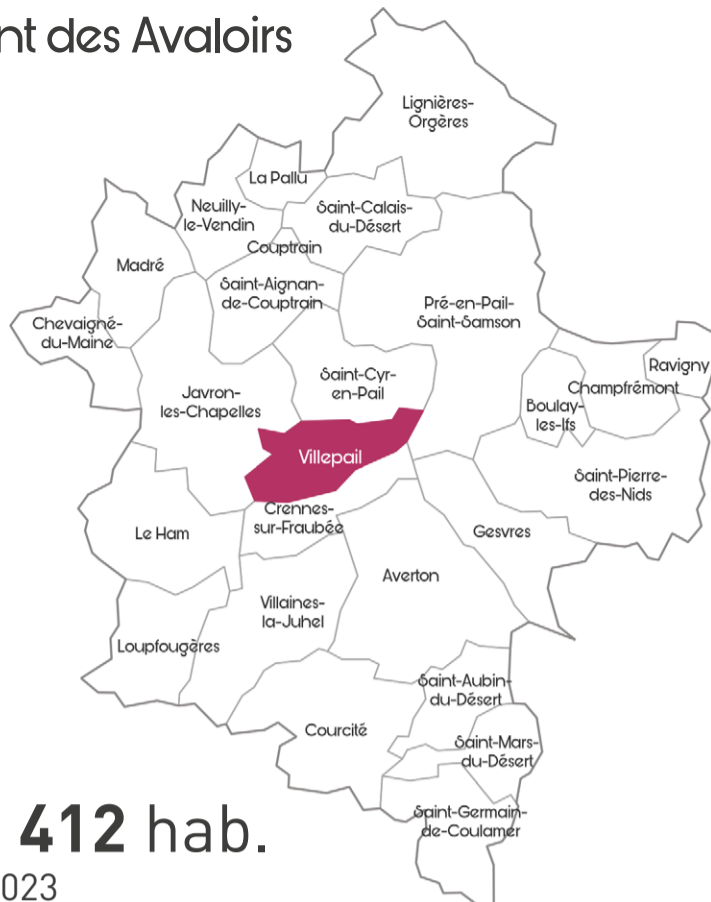 nt des Avaloirs
Lignières-
Orgères
La Pallu
Neuilly-
le-Vendin
Saint-Calais-
du-Désert
Couptrain
Madré
Saint-Aignan-
de-Couptrain
Pré-en-Pail-
Saint-Samson
Chevaigné-
du-Maine
Ravigny
Saint-Cyr-
en-Pail
Champfrémont
Javron-
les-Chapelles
Boulay-
les-Ifs
Villepail
Saint-Pierre-
des-Nids
Crennes-
sur-Fraubée
Le Ham
Gesvres
Averton
Villaines-
la-Juhel
Loupfougères
Saint-Aubin-
du-Désert
Courcité
Saint-Mars-
du-Désert
Saint-Germain-
de-Coulamer
412 hab.
023